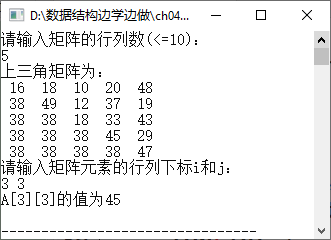 D:\数据结构边学边做\ch04...
请输入矩阵的行列数(<=10):
5
上三角矩阵为:
16 18 10 20 48
38 49 12 37 19
38 38 18 33 43
38 38 38 45 29
38 38 38 38 47
请输入矩阵元素的行列下标i和j:
3 3
A[3][3]的值为45
--------------------------------